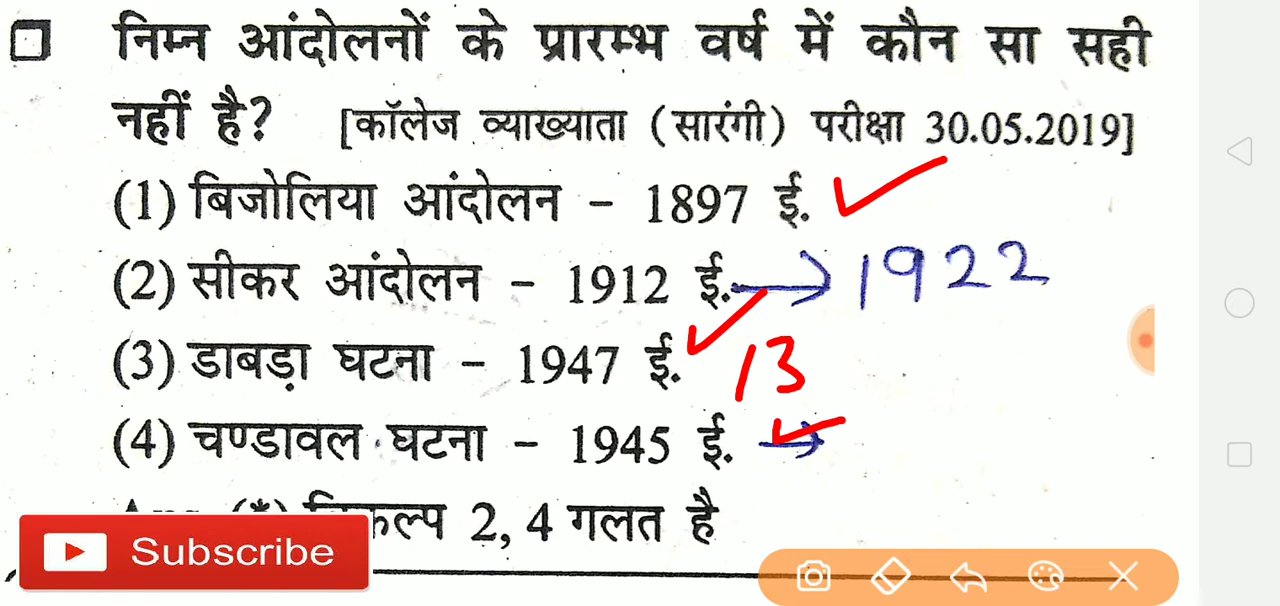 निम्न आंदोलनों के प्रारम्भ वर्ष में कौन सा सही
नहीं है? [कॉलेज व्याख्याता (सारंगी) परीक्षा 30.05.2019]
(1) बिजोलिया आंदोलन - 1897 ई.
(2) सीकर आंदोलन - 1912 ई. → 1922
(3) डाबड़ा घटना - 1947 ई. 13
(4) चण्डावल घटना - 1945 ई. →
2, 4 गलत है
Subscribe